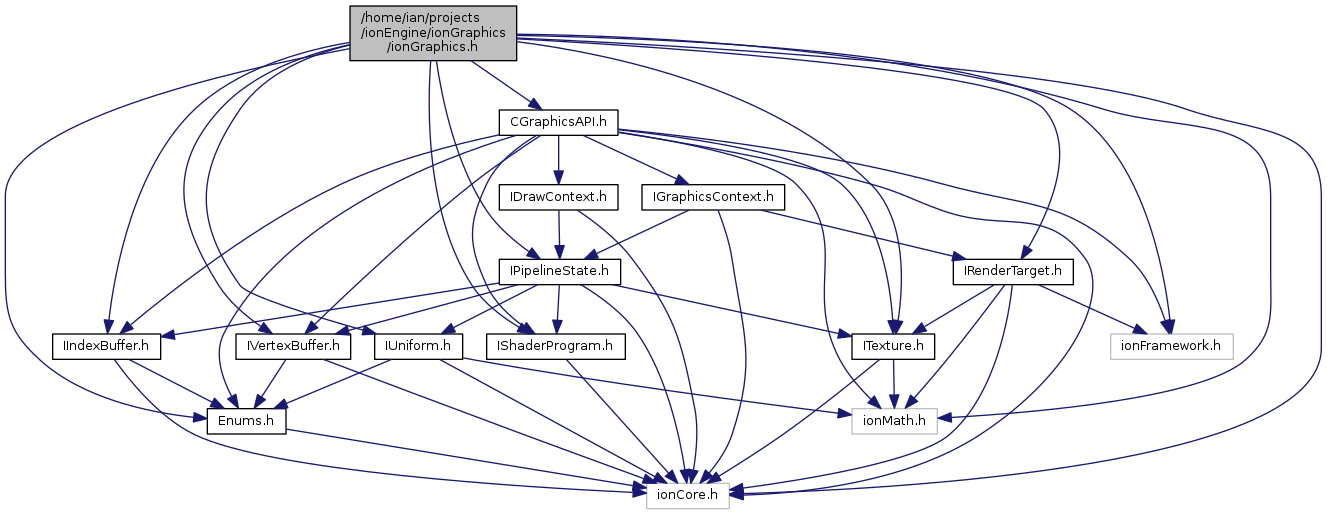 /home/ian/projects
/ionEngine/ionGraphics
/ionGraphics.h
CGraphicsAPI.h
IDrawContext.h
IGraphicsContext.h
IPipelineState.h
IRenderTarget.h
IIndexBuffer.h
IVertexBuffer.h
IUniform.h
IShaderProgram.h
ITexture.h
ionFramework.h
Enums.h
ionMath.h
ionCore.h